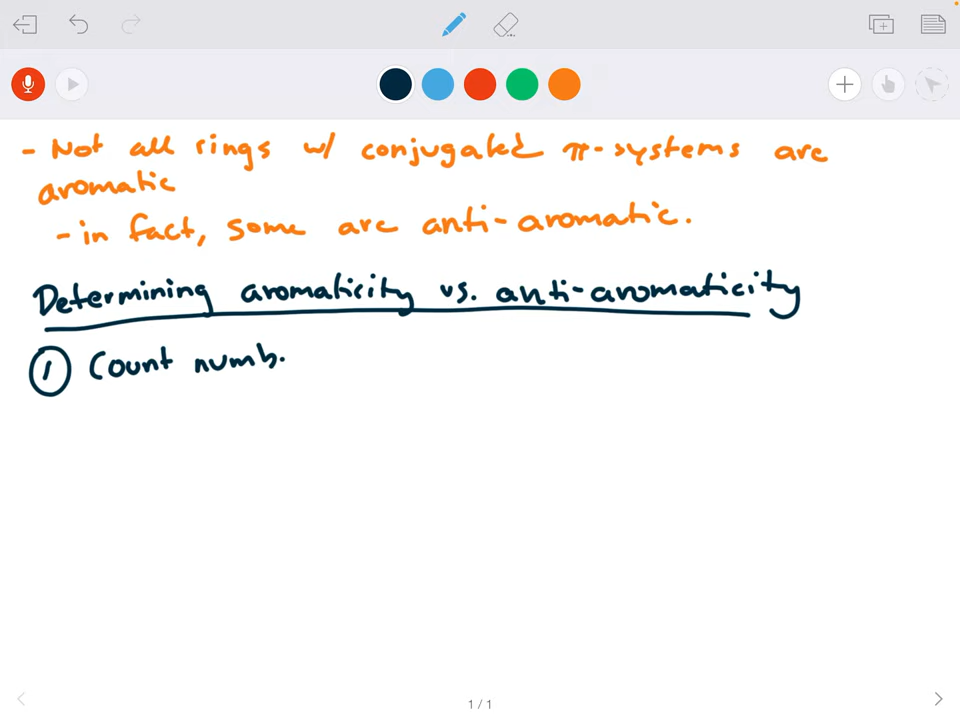 - Not all rings w/ conjugated π-systems are
aromatic
- in fact, some are anti-aromatic.
Determining aromaticity vs. anti-aromaticity
① Count numb.
1 / 1